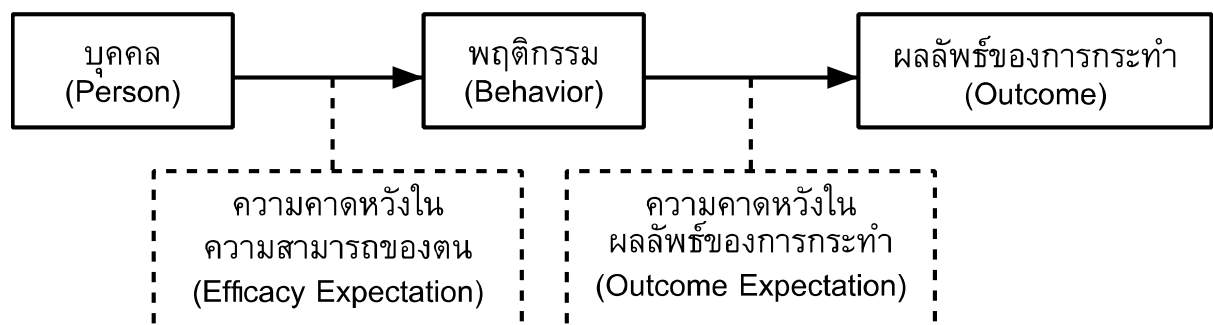 บุคคล
(Person)
พฤติกรรม
(Behavior)
ผลลัพธ์ของการกระทำ
(Outcome)
ความคาดหวังใน
ความสามารถของตน
(Efficacy Expectation)
ความคาดหวังใน
ผลลัพธ์ของการกระทำ
(Outcome Expectation)